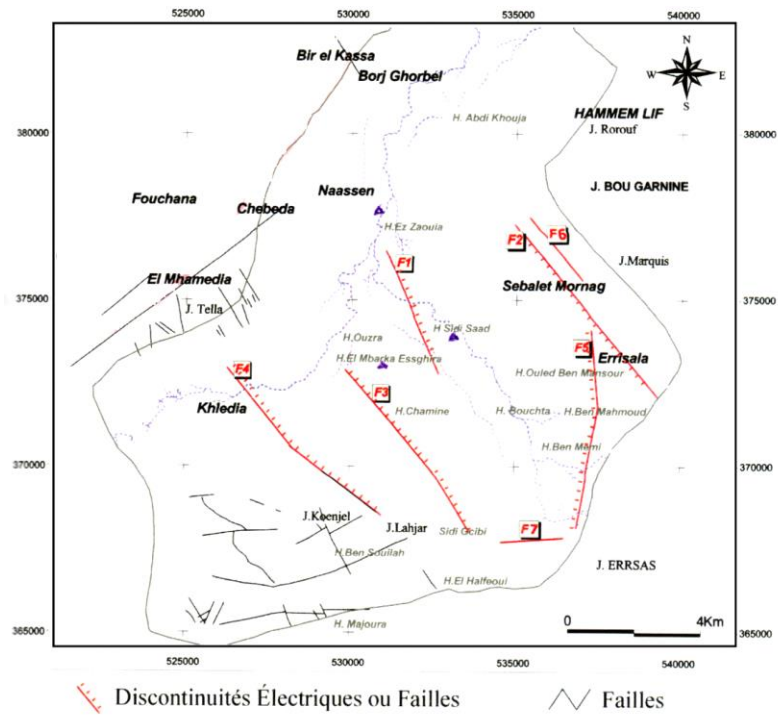 525000 530000 535000 540000
Bir el Kassa
Borj Ghorbel
N
W E
S
HAMMEM LIF
H. Abdi Khouja
J. Rorouf
380000 380000
J. BOU GARNINE
Fouchana
Naassen
Chebeda
H.Ez Zaouia
F2
F6
F1
J.Marquis
El Mhamedia
Sebalet Mornag
375000 375000
J. Tella
H Sidi Saad
H.Ouzra
F5
Errisala
H.El Mbarka Essghira
F4
H.Ouled Ben Mansour
F3
Khledia
H.Chamine
H. Bouchta
H.Ben Mahmoud
H.Ben Memi
370000 370000
J.Koenjel
J.Lahjar
Sidi Gcibi
F7
H.Ben Souilah
J. ERRSAS
H.El Halfeoui
H. Majoura
0 4Km
365000 365000
525000 530000 535000 540000
Discontinuités Électriques ou Failles
Failles